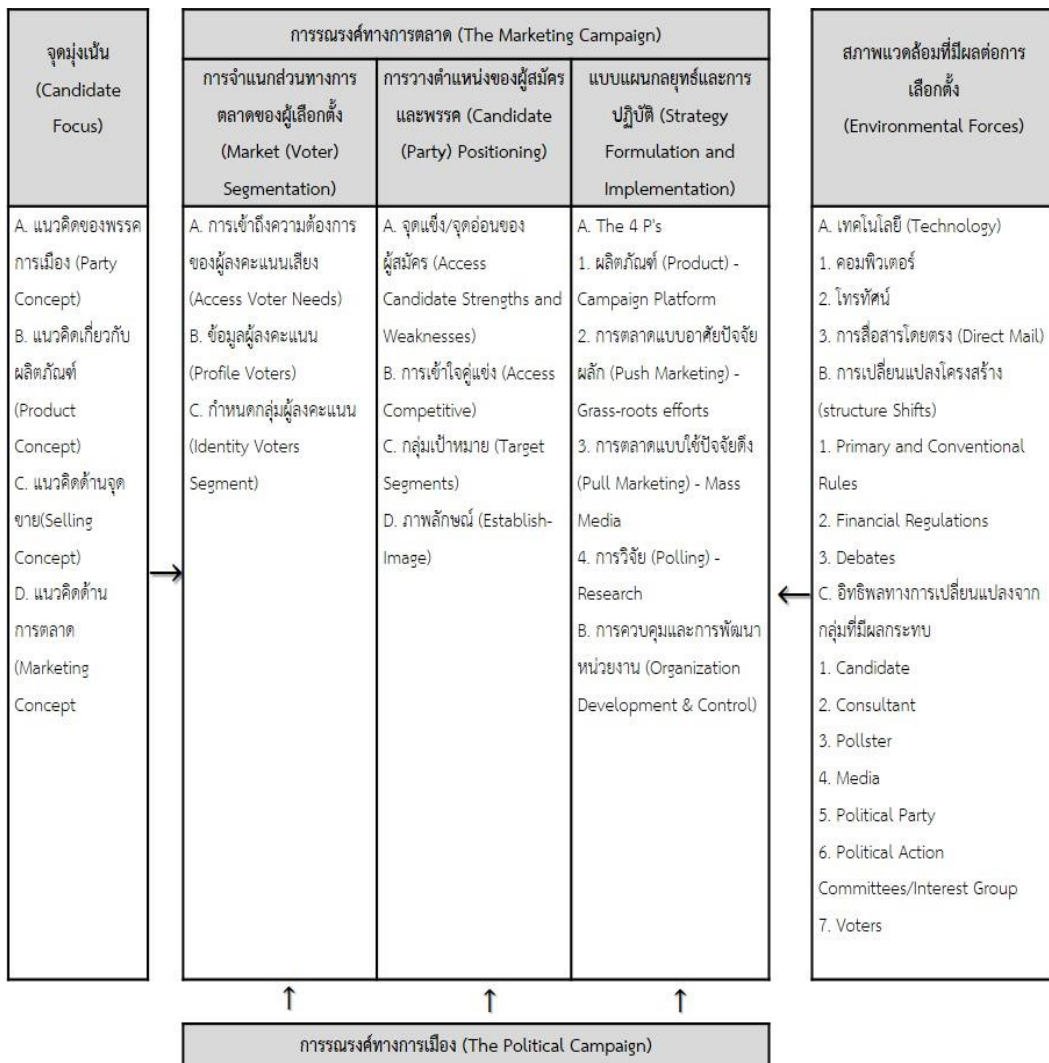 จุดมุ่งเน้น
(Candidate
Focus)
A. แนวคิดของพรรค
การเมือง (Party
Concept)
B. แนวคิดเกี่ยวกับ
ผลิตภัณฑ์
(Product
Concept)
C. แนวคิดด้านจุด
ขาย(Selling
Concept)
D. แนวคิดด้าน
การตลาด
(Marketing
Concept
การรณรงค์ทางการตลาด (The Marketing Campaign)
การจำแนกส่วนทางการ
ตลาดของผู้เลือกตั้ง
(Market (Voter)
Segmentation)
A. การเข้าถึงความต้องการ
ของผู้ลงคะแนนเสียง
(Access Voter Needs)
B. ข้อมูลผู้ลงคะแนน
(Profile Voters)
C. กำหนดกลุ่มผู้ลงคะแนน
(Identity Voters
Segment)
การวางตำแหน่งของผู้สมัคร
และพรรค (Candidate
(Party) Positioning)
A. จุดแข็ง/จุดอ่อนของ
ผู้สมัคร (Access
Candidate Strengths and
Weaknesses)
B. การเข้าใจคู่แข่ง (Access
Competitive)
C. กลุ่มเป้าหมาย (Target
Segments)
D. ภาพลักษณ์ (Establish-
Image)
แบบแผนกลยุทธ์และการ
ปฏิบัติ (Strategy
Formulation and
Implementation)
A. The 4 P's
1. ผลิตภัณฑ์ (Product) -
Campaign Platform
2. การตลาดแบบอาศัยปัจจัย
ผลัก (Push Marketing) -
Grass-roots efforts
3. การตลาดแบบใช้ปัจจัยดึง
(Pull Marketing) - Mass
Media
4. การวิจัย (Polling) -
Research
B. การควบคุมและการพัฒนา
หน่วยงาน (Organization
Development & Control)
สภาพแวดล้อมที่มีผลต่อการ
เลือกตั้ง
(Environmental Forces)
A. เทคโนโลยี (Technology)
1. คอมพิวเตอร์
2. โทรทัศน์
3. การสื่อสารโดยตรง (Direct Mail)
B. การเปลี่ยนแปลงโครงสร้าง
(structure Shifts)
1. Primary and Conventional
Rules
2. Financial Regulations
3. Debates
C. อิทธิพลทางการเปลี่ยนแปลงจาก
กลุ่มที่มีผลกระทบ
1. Candidate
2. Consultant
3. Pollster
4. Media
5. Political Party
6. Political Action
Committees/Interest Group
7. Voters
การรณรงค์ทางการเมือง (The Political Campaign)